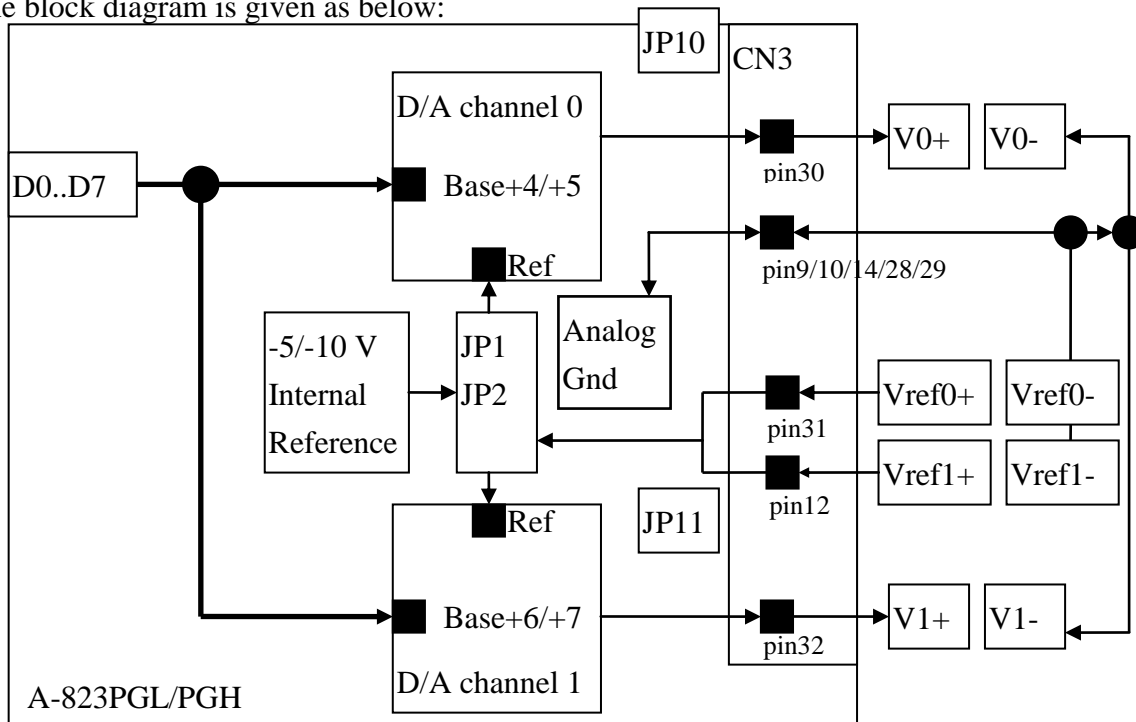 e block diagram is given as below:
JP10
CN3
D/A channel 0
V0+
V0-
pin30
D0..D7
Base+4/+5
Ref
pin9/10/14/28/29
-5/-10 V
Internal
Reference
JP1
JP2
Analog
Gnd
Vref0+
Vref0-
pin31
Vref1+
Vref1-
pin12
Ref
JP11
Base+6/+7
V1+
V1-
pin32
D/A channel 1
A-823PGL/PGH